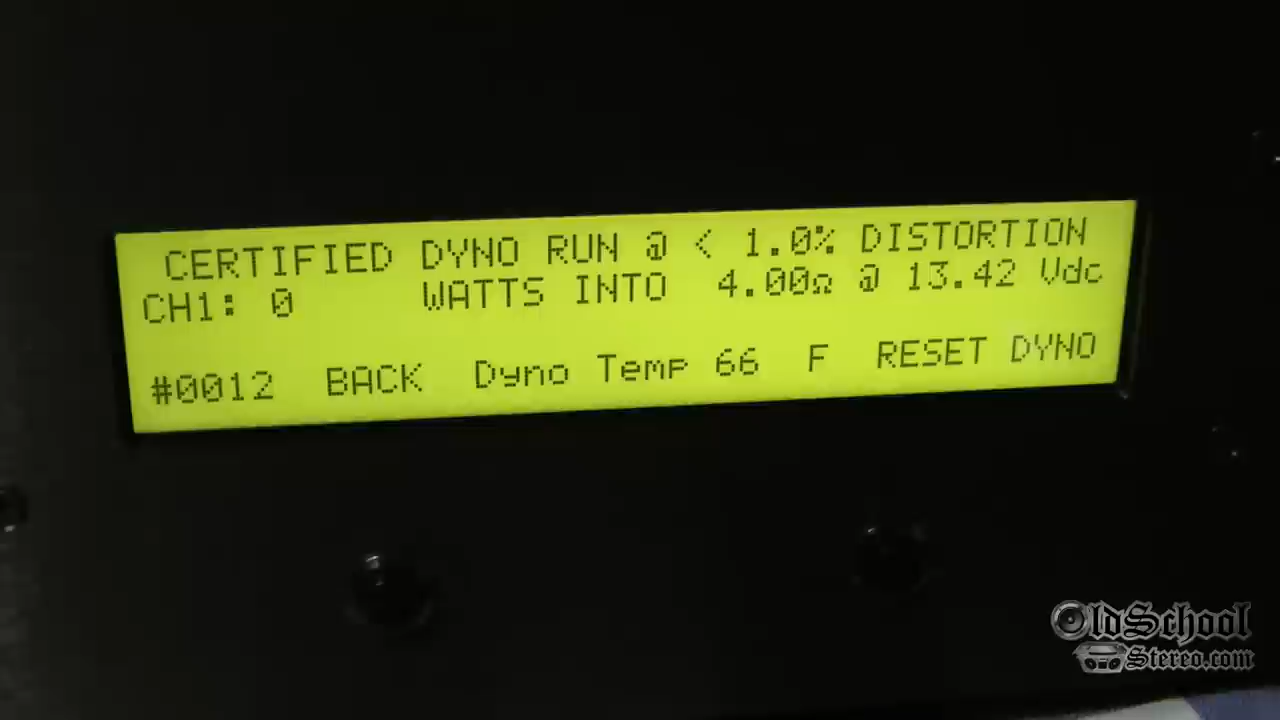 CERTIFIED DYNO RUN @ < 1.0% DISTORTION
CH1: 0 WATTS INTO 4.00Ω @ 13.42 Vdc
#0012 BACK Dyno Temp 66 F RESET DYNO
OldSchool
Stereo.com